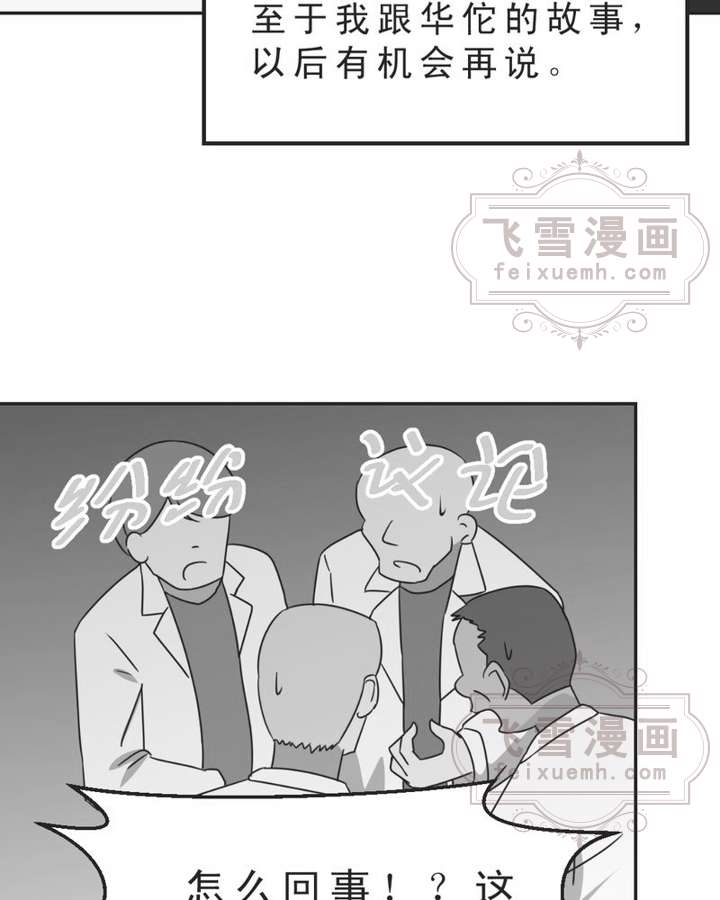 至于我跟华佗的故事，
以后有机会再说。
飞雪漫画
feixuemh.com
纷纷 议记
飞雪漫画
feixuemh.com
怎么回事！？这